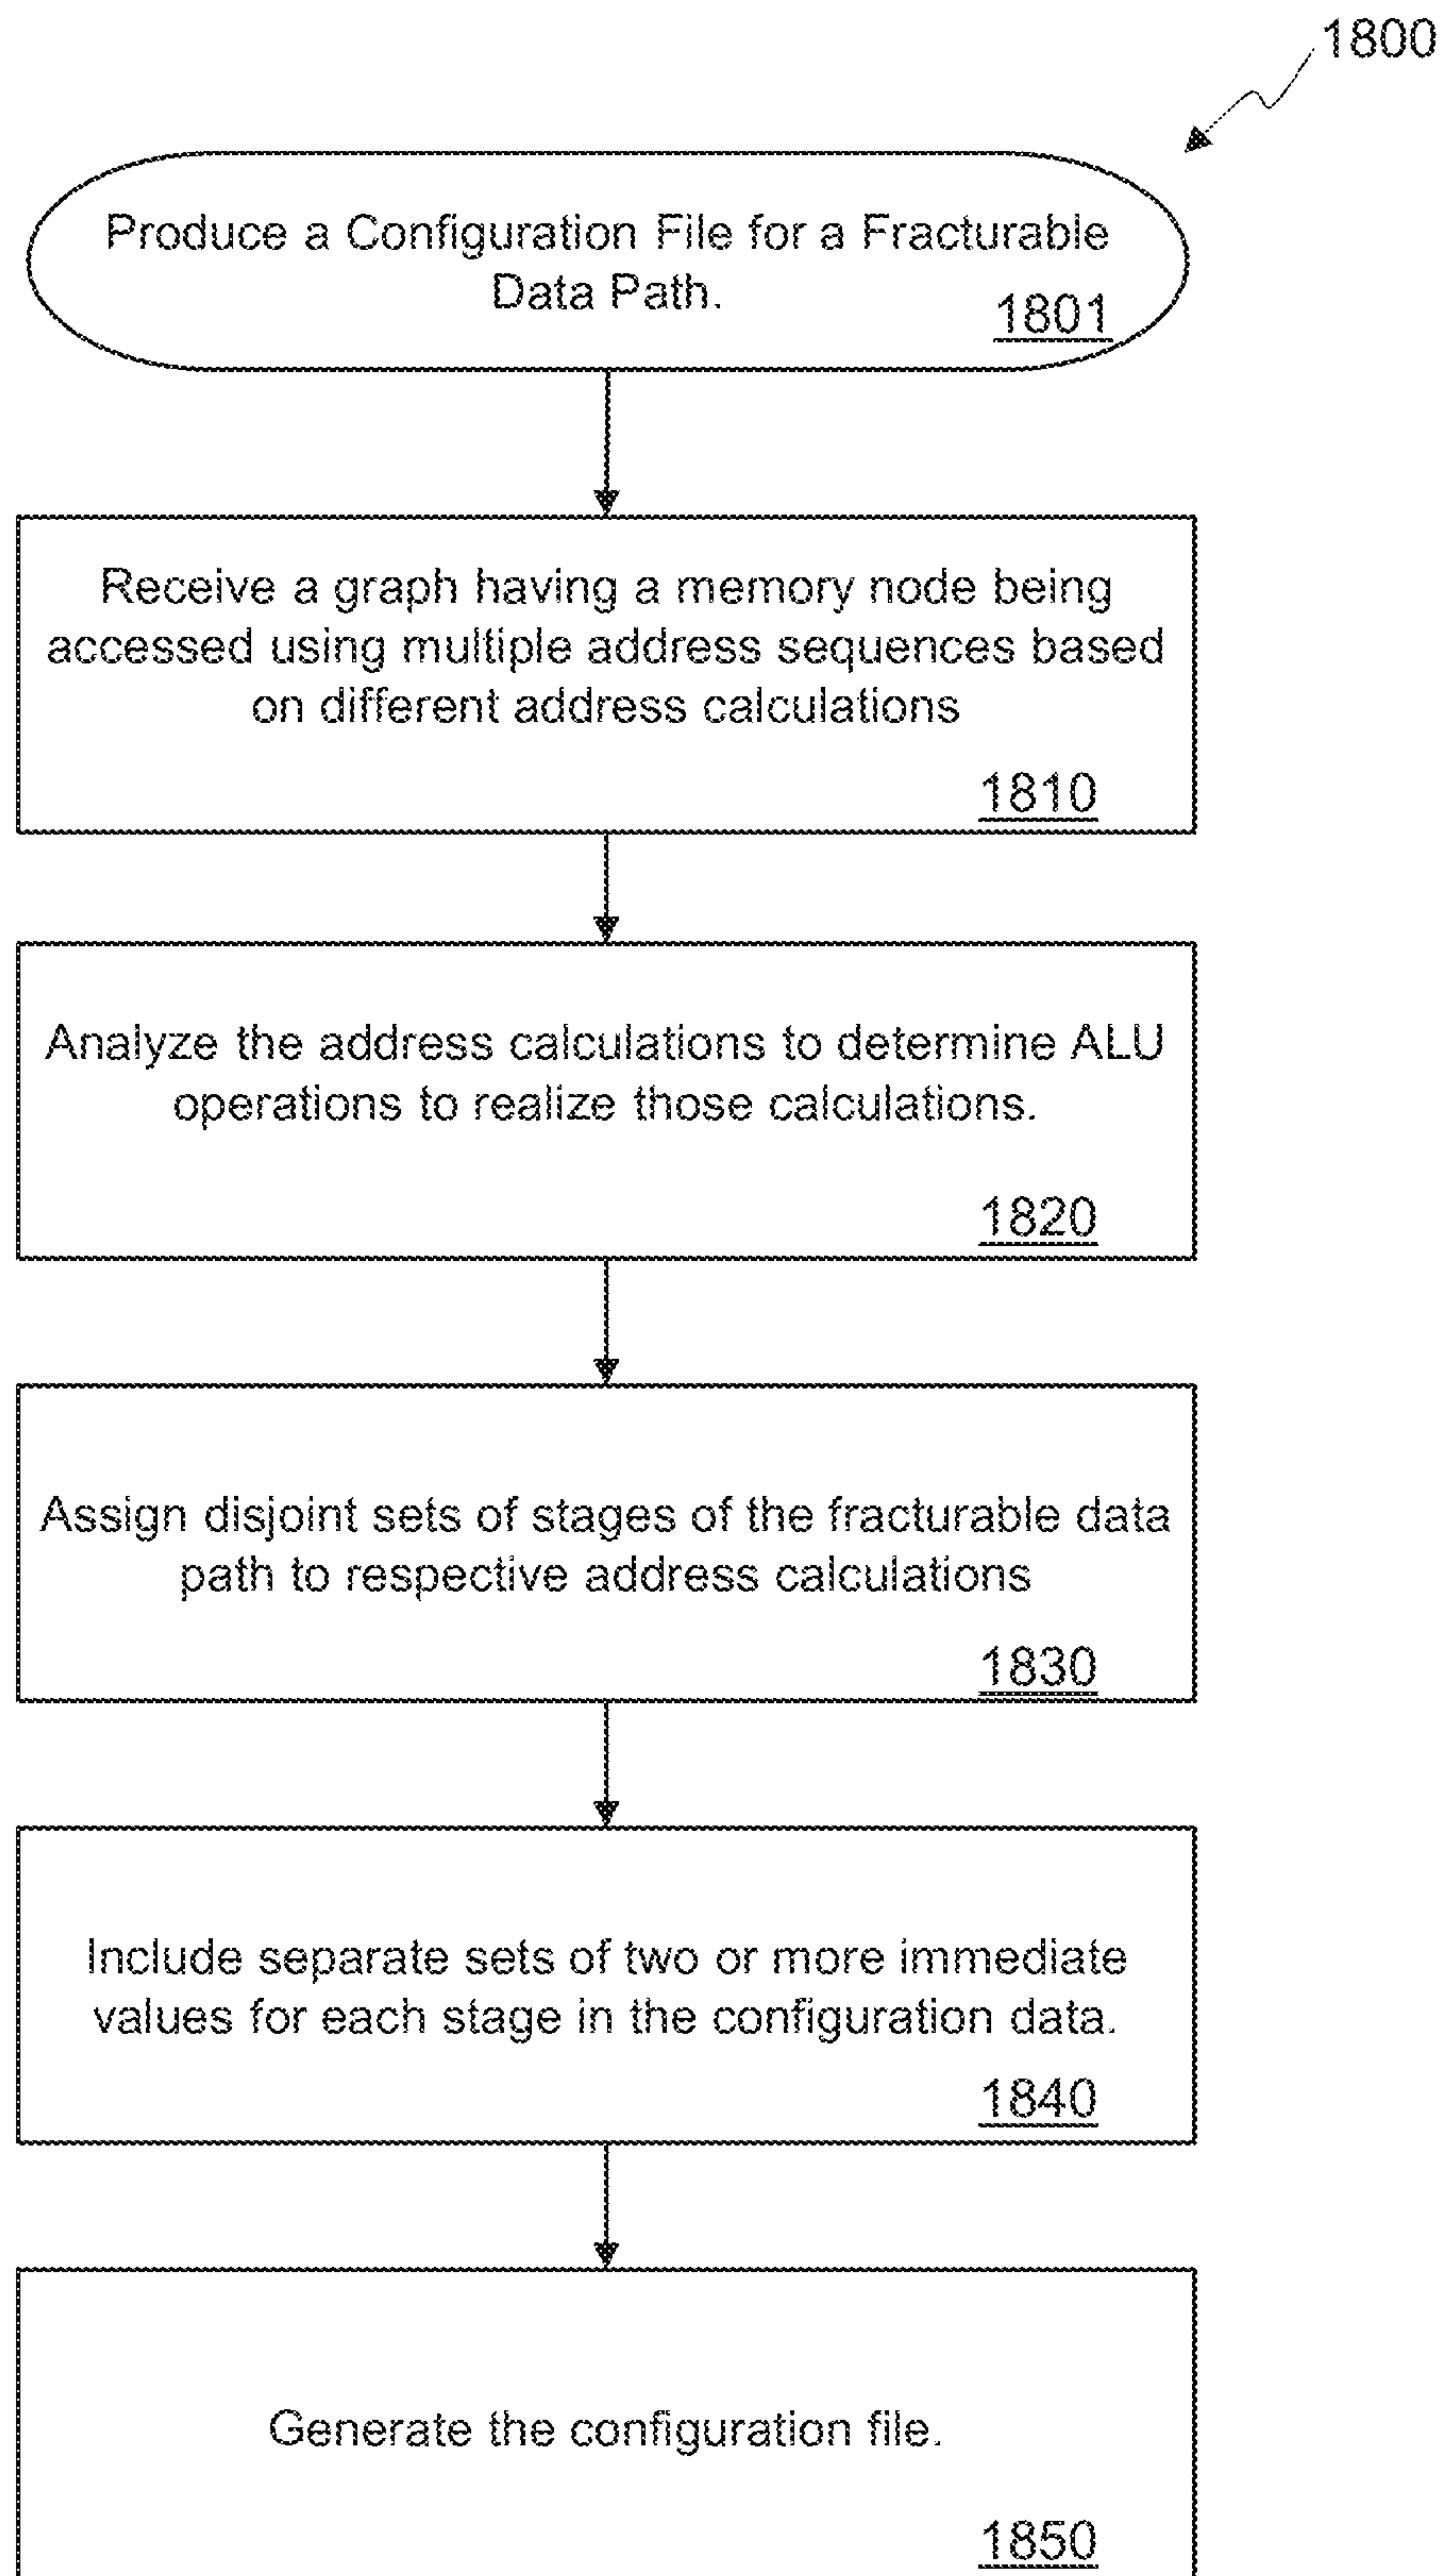 1800
Produce a Configuration File for a Fracturable
Data Path.
1801
Receive a graph having a memory node being
accessed using multiple address sequences based
on different address calculations
1810
Analyze the address calculations to determine ALU
operations to realize those calculations.
1820
Assign disjoint sets of stages of the fracturable data
path to respective address calculations
1830
Include separate sets of two or more immediate
values for each stage in the configuration data.
1840
Generate the configuration file.
1850